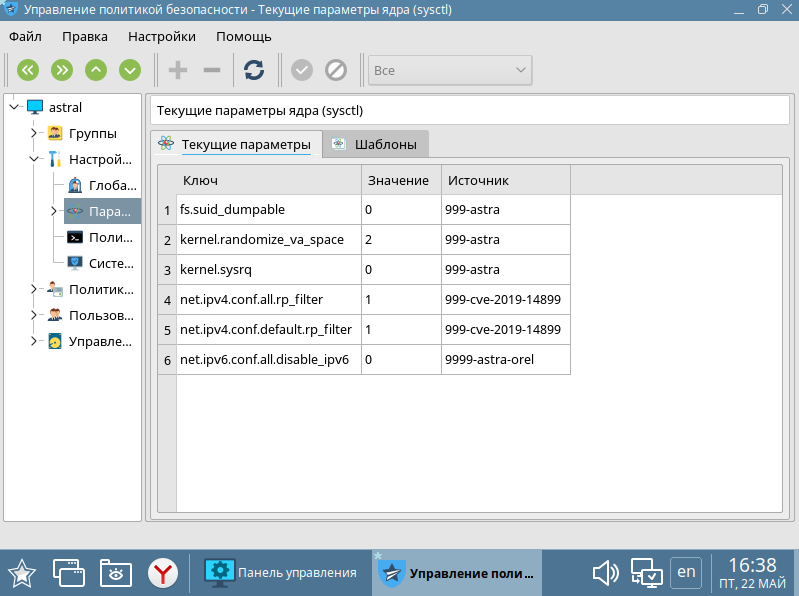 Управление политикой безопасности - Текущие параметры ядра (sysctl)
Файл Правка Настройки Помощь
Все
astral
Группы
Настрой...
Глоба...
Пара...
Поли...
Систе...
Политик...
Пользов...
Управле...
Текущие параметры ядра (sysctl)
Текущие параметры Шаблоны
Ключ Значение Источник
1 fs.suid_dumpable 0 999-astra
2 kernel.randomize_va_space 2 999-astra
3 kernel.sysrq 0 999-astra
4 net.ipv4.conf.all.rp_filter 1 999-cve-2019-14899
5 net.ipv4.conf.default.rp_filter 1 999-cve-2019-14899
6 net.ipv6.conf.all.disable_ipv6 0 9999-astra-orel
Панель управления
Управление поли...
en
16:38
ПТ, 22 МАЙ